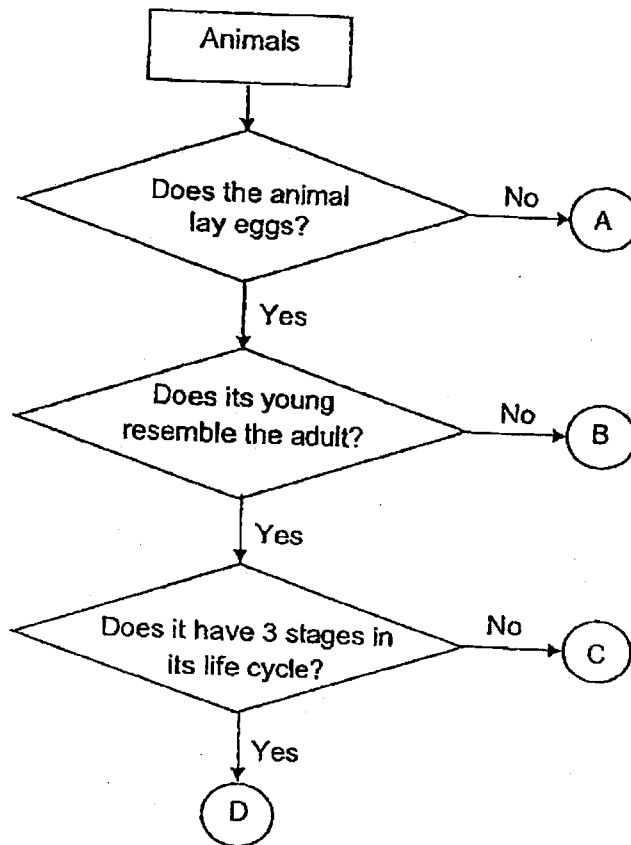 Animals
Does the animal
lay eggs?
No
A
Yes
Does its young
resemble the adult?
No
B
Yes
Does it have 3 stages in
its life cycle?
No
C
Yes
D